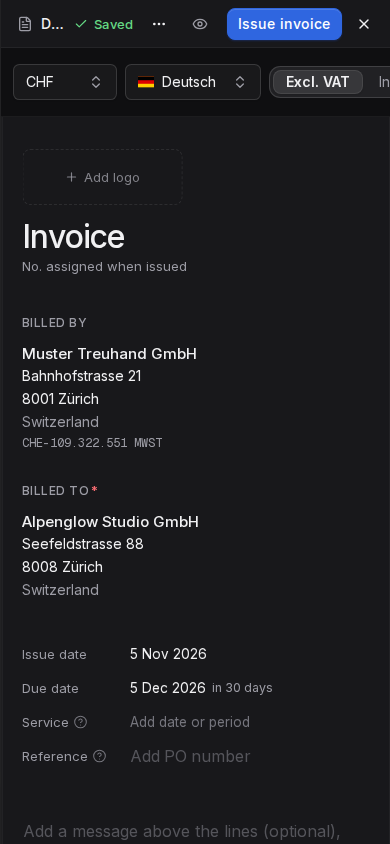 D... Saved ... Issue invoice
CHF Deutsch Excl. VAT In
+ Add logo
Invoice
No. assigned when issued
BILLED BY
Muster Treuhand GmbH
Bahnhofstrasse 21
8001 Zürich
Switzerland
CHE-109.322.551 MWST
BILLED TO*
Alpenglow Studio GmbH
Seefeldstrasse 88
8008 Zürich
Switzerland
Issue date 5 Nov 2026
Due date 5 Dec 2026 in 30 days
Service Add date or period
Reference Add PO number
Add a message above the lines (optional),